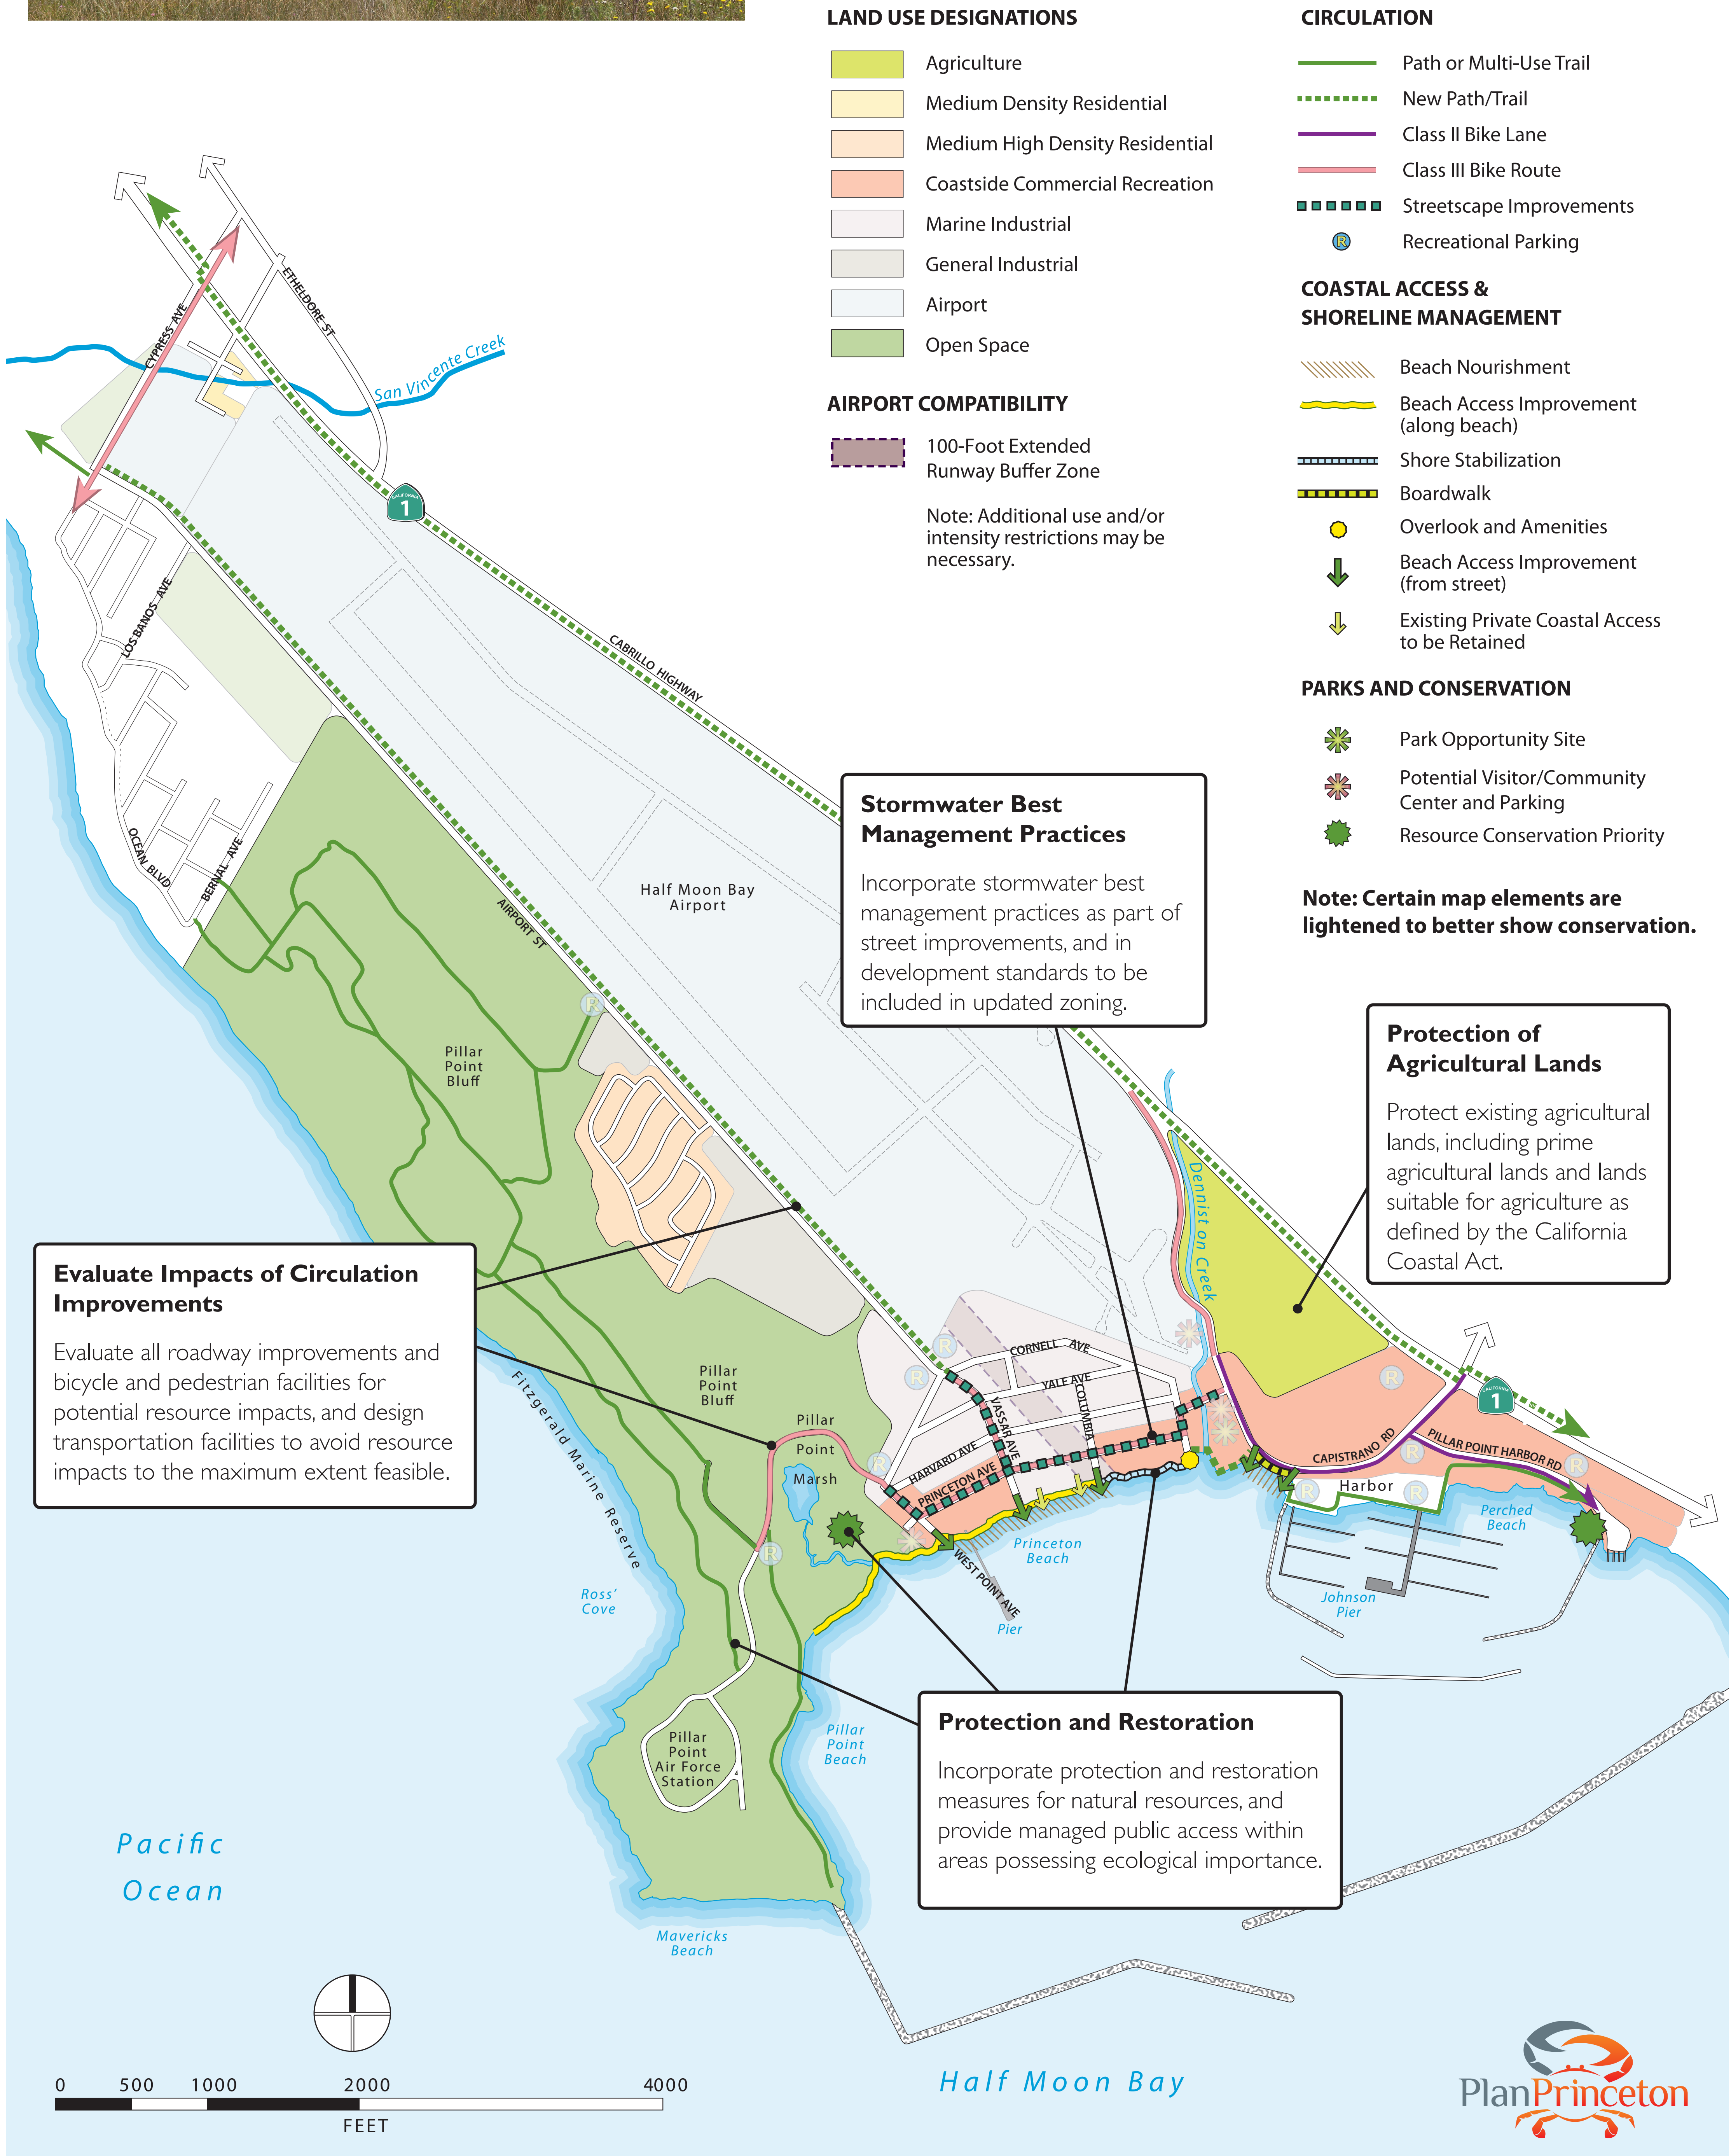 LAND USE DESIGNATIONS
Agriculture
Medium Density Residential
Medium High Density Residential
Coastside Commercial Recreation
Marine Industrial
General Industrial
Airport
Open Space
AIRPORT COMPATIBILITY
100-Foot Extended
Runway Buffer Zone
Note: Additional use and/or
intensity restrictions may be
necessary.
CIRCULATION
Path or Multi-Use Trail
New Path/Trail
Class II Bike Lane
Class III Bike Route
Streetscape Improvements
R
Recreational Parking
COASTAL ACCESS &
SHORELINE MANAGEMENT
Beach Nourishment
Beach Access Improvement
(along beach)
Shore Stabilization
Boardwalk
Overlook and Amenities
Beach Access Improvement
(from street)
Existing Private Coastal Access
to be Retained
PARKS AND CONSERVATION
Park Opportunity Site
Potential Visitor/Community
Center and Parking
Resource Conservation Priority
Note: Certain map elements are
lightened to better show conservation.
ETHELDORE ST
CYPRESS AVE
San Vincente Creek
CALIFORNIA
1
LOS BANOS AVE
CABRILLO HIGHWAY
OCEAN BLVD
BERNAL AVE
AIRPORT ST
Half Moon Bay
Airport
Stormwater Best
Management Practices
Incorporate stormwater best
management practices as part of
street improvements, and in
development standards to be
included in updated zoning.
Protection of
Agricultural Lands
Protect existing agricultural
lands, including prime
agricultural lands and lands
suitable for agriculture as
defined by the California
Coastal Act.
R
Pillar
Point
Bluff
Denniston Creek
Evaluate Impacts of Circulation
Improvements
Evaluate all roadway improvements and
bicycle and pedestrian facilities for
potential resource impacts, and design
transportation facilities to avoid resource
impacts to the maximum extent feasible.
Fitzgerald Marine Reserve
Pillar
Point
Bluff
Pillar
Point
Marsh
R
R
R
R
CORNELL AVE
YALE AVE
COLUMBIA
VASSAR AVE
HARVARD AVE
PRINCETON AVE
WEST POINT AVE
R
CALIFORNIA
1
CAPISTRANO RD
PILLAR POINT HARBOR RD
R
R
R
R
Harbor
Perched
Beach
Princeton
Beach
Pier
Johnson
Pier
Ross'
Cove
Protection and Restoration
Incorporate protection and restoration
measures for natural resources, and
provide managed public access within
areas possessing ecological importance.
Pillar
Point
Air Force
Station
Pillar
Point
Beach
Pacific
Ocean
Mavericks
Beach
Half Moon Bay
0 500 1000 2000 4000
FEET
PlanPrinceton